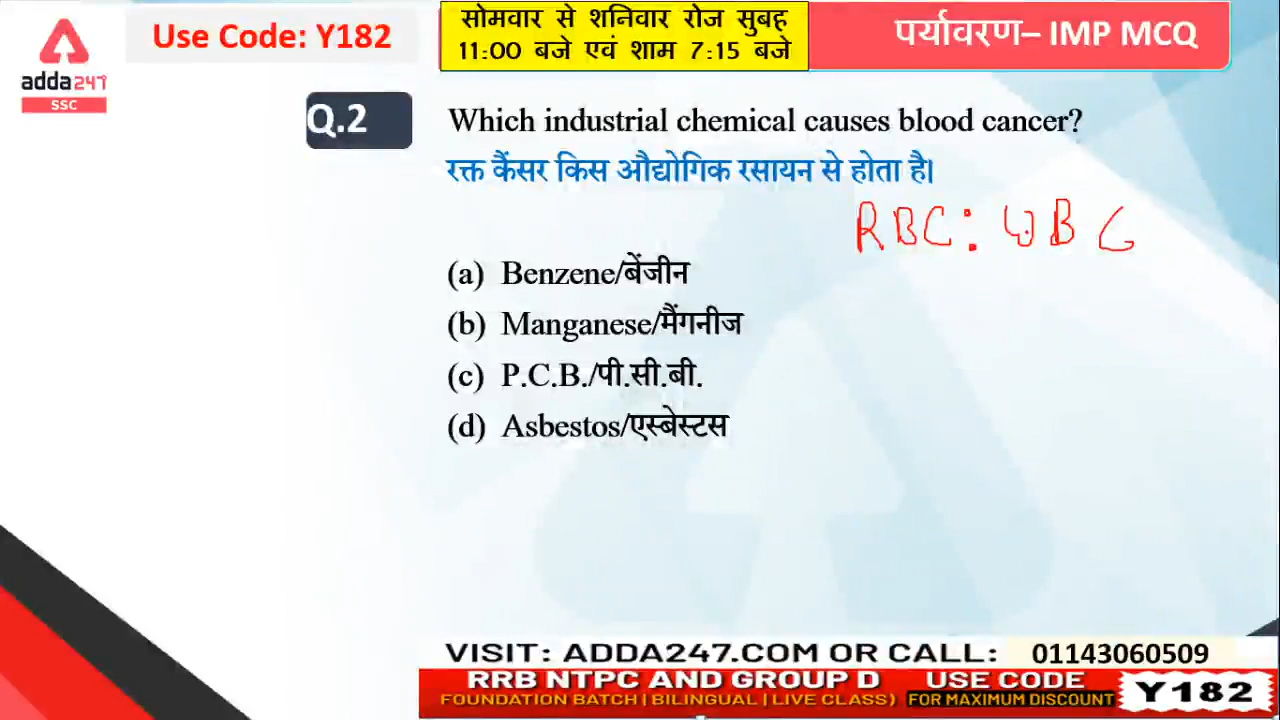 Use Code: Y182
सोमवार से शनिवार रोज सुबह
11:00 बजे एवं शाम 7:15 बजे
पर्यावरण– IMP MCQ
adda247
SSC
Q.2
Which industrial chemical causes blood cancer?
रक्त कैंसर किस औद्योगिक रसायन से होता है।
RBC: WBC
(a) Benzene/बेंजीन
(b) Manganese/मैंगनीज
(c) P.C.B./पी.सी.बी.
(d) Asbestos/एस्बेस्टस
VISIT: ADDA247.COM OR CALL: 01143060509
RRB NTPC AND GROUP D
FOUNDATION BATCH | BILINGUAL | LIVE CLASS)
USE CODE
FOR MAXIMUM DISCOUNT
Y182